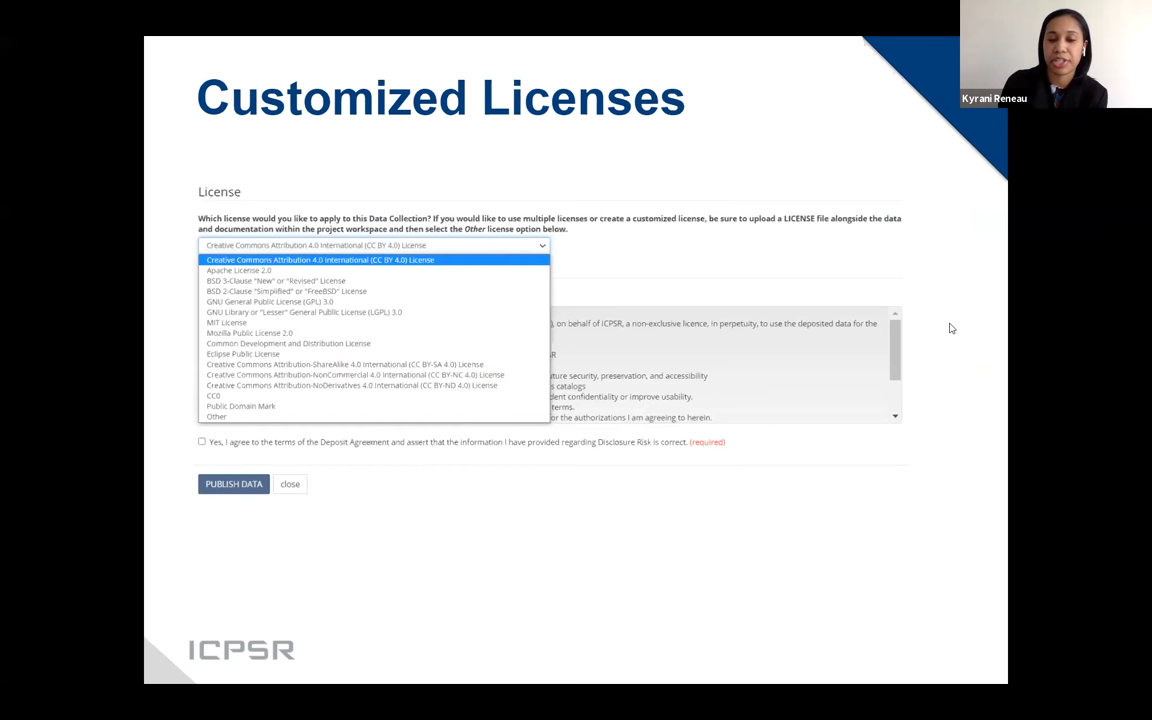 Customized Licenses
Kyrani Reneau
License
Which license would you like to apply to this Data Collection? If you would like to use multiple licenses or create a customized license, be sure to upload a LICENSE file alongside the data
and documentation within the project workspace and then select the Other license option below.
Creative Commons Attribution 4.0 International (CC BY 4.0) License
Creative Commons Attribution 4.0 International (CC BY 4.0) License
Apache License 2.0
BSD 3-Clause "New" or "Revised" License
BSD 2-Clause "Simplified" or "FreeBSD" License
GNU General Public License (GPL) 3.0
GNU Library or "Lesser" General Public License (LGPL) 3.0
MIT License
), on behalf of ICPSR, a non-exclusive licence, in perpetuity, to use the deposited data for the
Mozilla Public License 2.0
Common Development and Distribution License
Eclipse Public License
SR
Creative Commons Attribution-ShareAlike 4.0 International (CC BY-SA 4.0) License
Creative Commons Attribution-NonCommercial 4.0 International (CC BY-NC 4.0) License
uture security, preservation, and accessibility
Creative Commons Attribution-NoDerivatives 4.0 International (CC BY-ND 4.0) License
s catalogs
CC0
dent confidentiality or improve usability.
Public Domain Mark
terms.
Other
or the authorizations I am agreeing to herein.
Yes, I agree to the terms of the Deposit Agreement and assert that the information I have provided regarding Disclosure Risk is correct. (required)
PUBLISH DATA
close
ICPSR